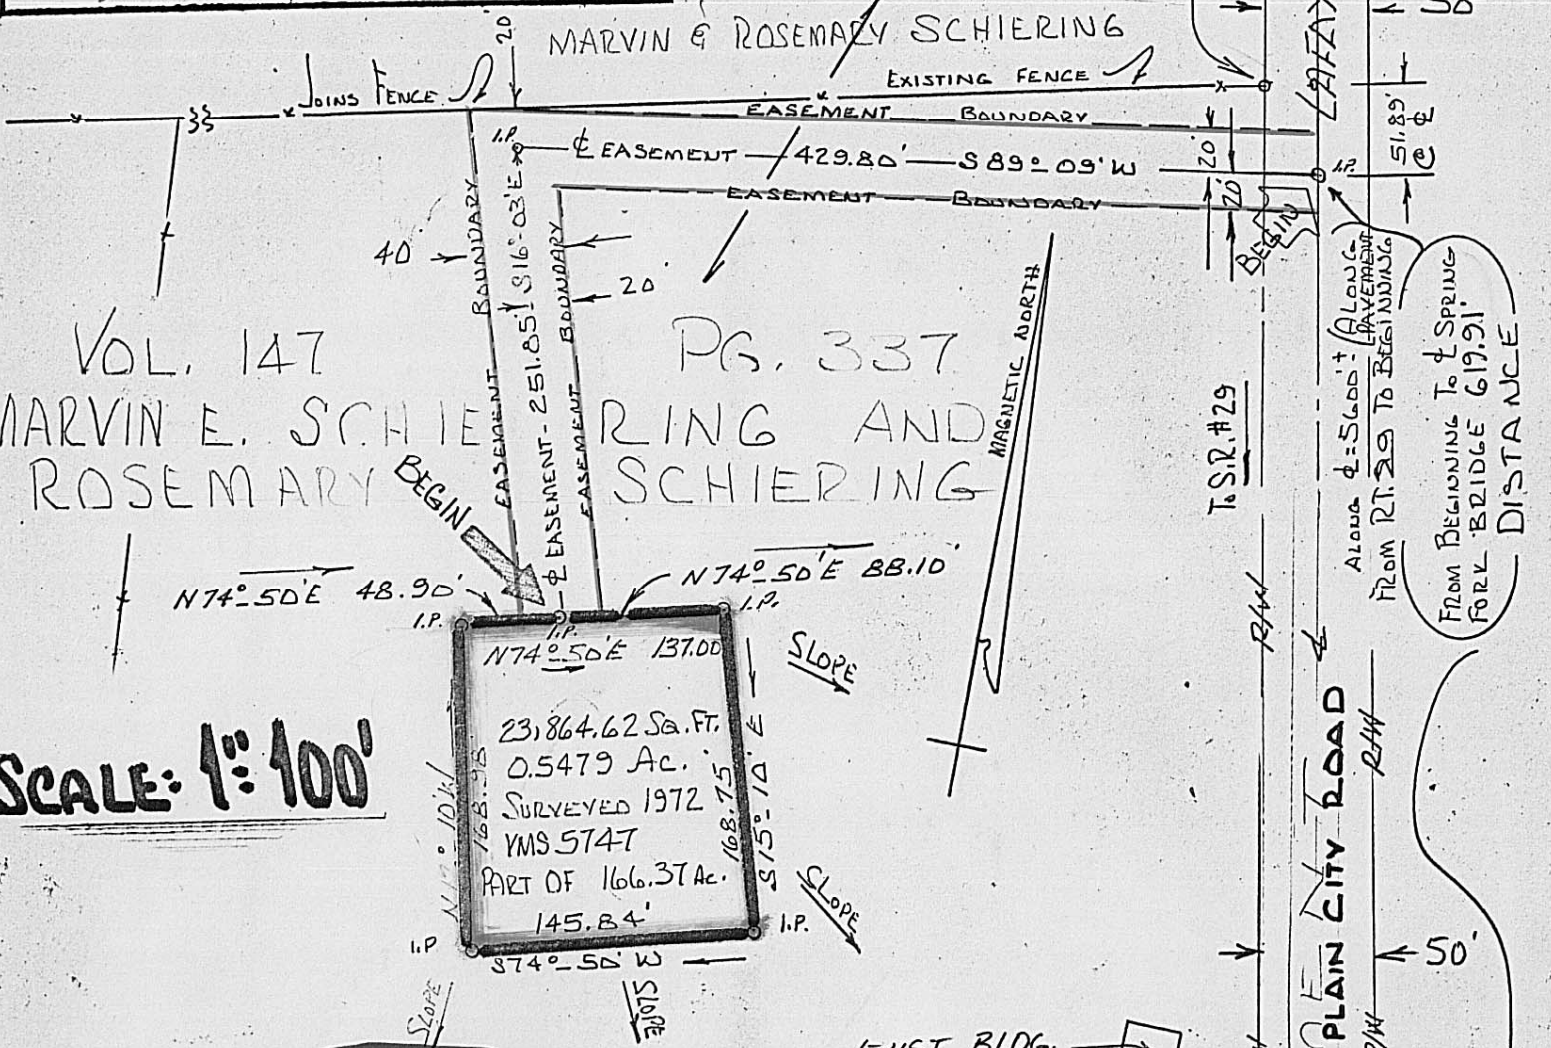 MARVIN & ROSEMARY SCHIERING
20'
JOINS FENCE
EXISTING FENCE
EASEMENT BOUNDARY
I.P.
℄ EASEMENT 429.80' S 89°-09' W
I.P.
EASEMENT BOUNDARY
20'
20'
51.89'
@ ℄
BEGIN
40'
20'
EASEMENT BOUNDARY
℄ EASEMENT - 251.85' S16°-03'E
EASEMENT BOUNDARY
VOL. 147 PG. 337
MARVIN E. SCHIERING AND
ROSEMARY SCHIERING
MAGNETIC NORTH
To S.R. #29
ALONG ℄=5600'± (ALONG PAVEMENT
FROM RT. 29 TO BEGINNING
FROM BEGINNING To ℄ SPRING
FORK BRIDGE 619.91'
DISTANCE
BEGIN
N74°-50'E 48.90'
N74°-50'E 88.10'
I.P.
I.P.
I.P.
N74°-50'E 137.00
SLOPE
23,864.62 SQ. FT.
0.5479 Ac.
SURVEYED 1972
VMS 5747
PART OF 166.37 Ac.
145.84'
168.98
168.75'
S15°-10'E
SCALE: 1": 100'
I.P.
I.P.
S74°-50' W
SLOPE
SLOPE
SLOPE
R/W
R/W
R/W
℄
PLAIN CITY ROAD
50'
BLDG.